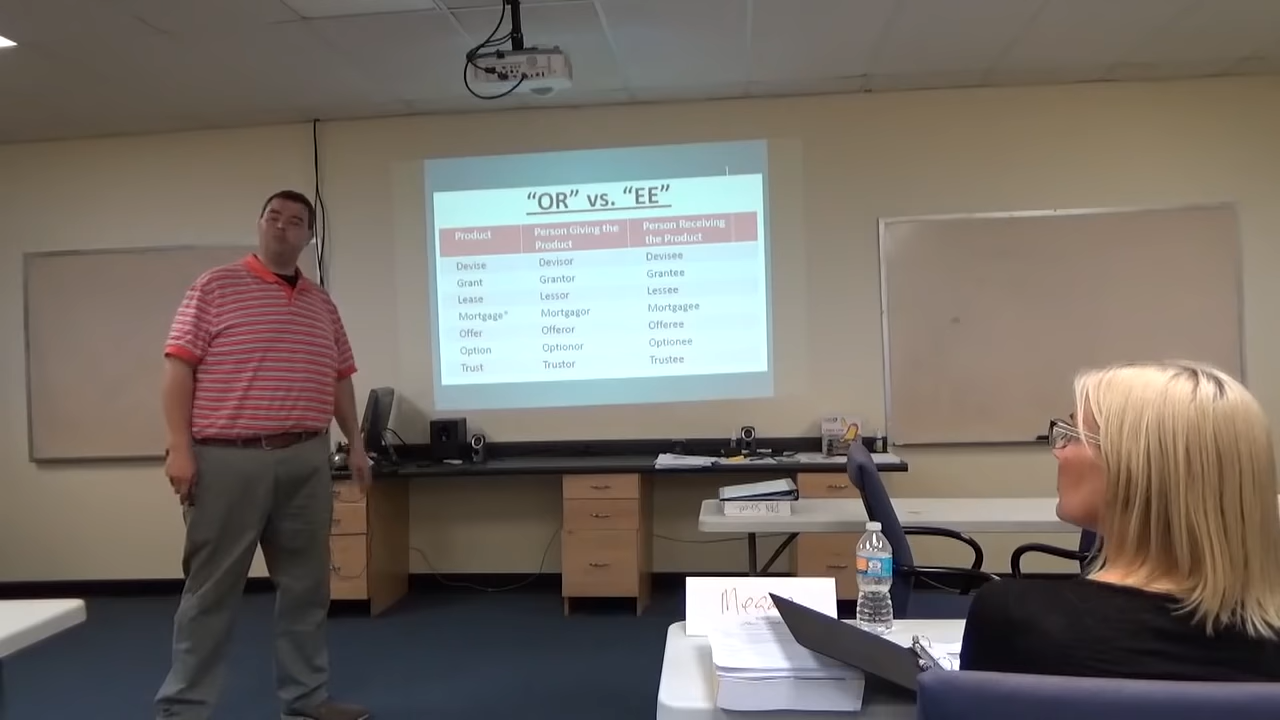 "OR" vs. "EE"
Product Person Giving the Product Person Receiving the Product
Devise Devisor Devisee
Grant Grantor Grantee
Lease Lessor Lessee
Mortgage* Mortgagor Mortgagee
Offer Offeror Offeree
Option Optionor Optionee
Trust Trustor Trustee